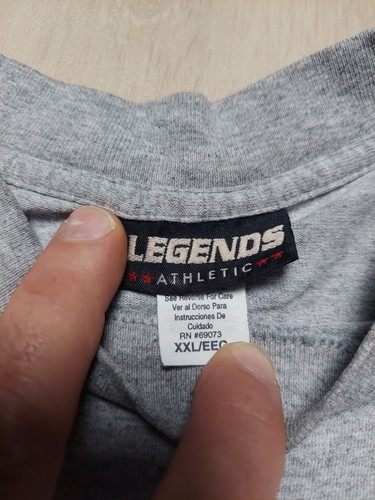 LEGENDS
ATHLETIC
See Reverse For Care
Ver al Dorso Para
Instrucciones De
Cuidado
RN #69073
XXL/EEG